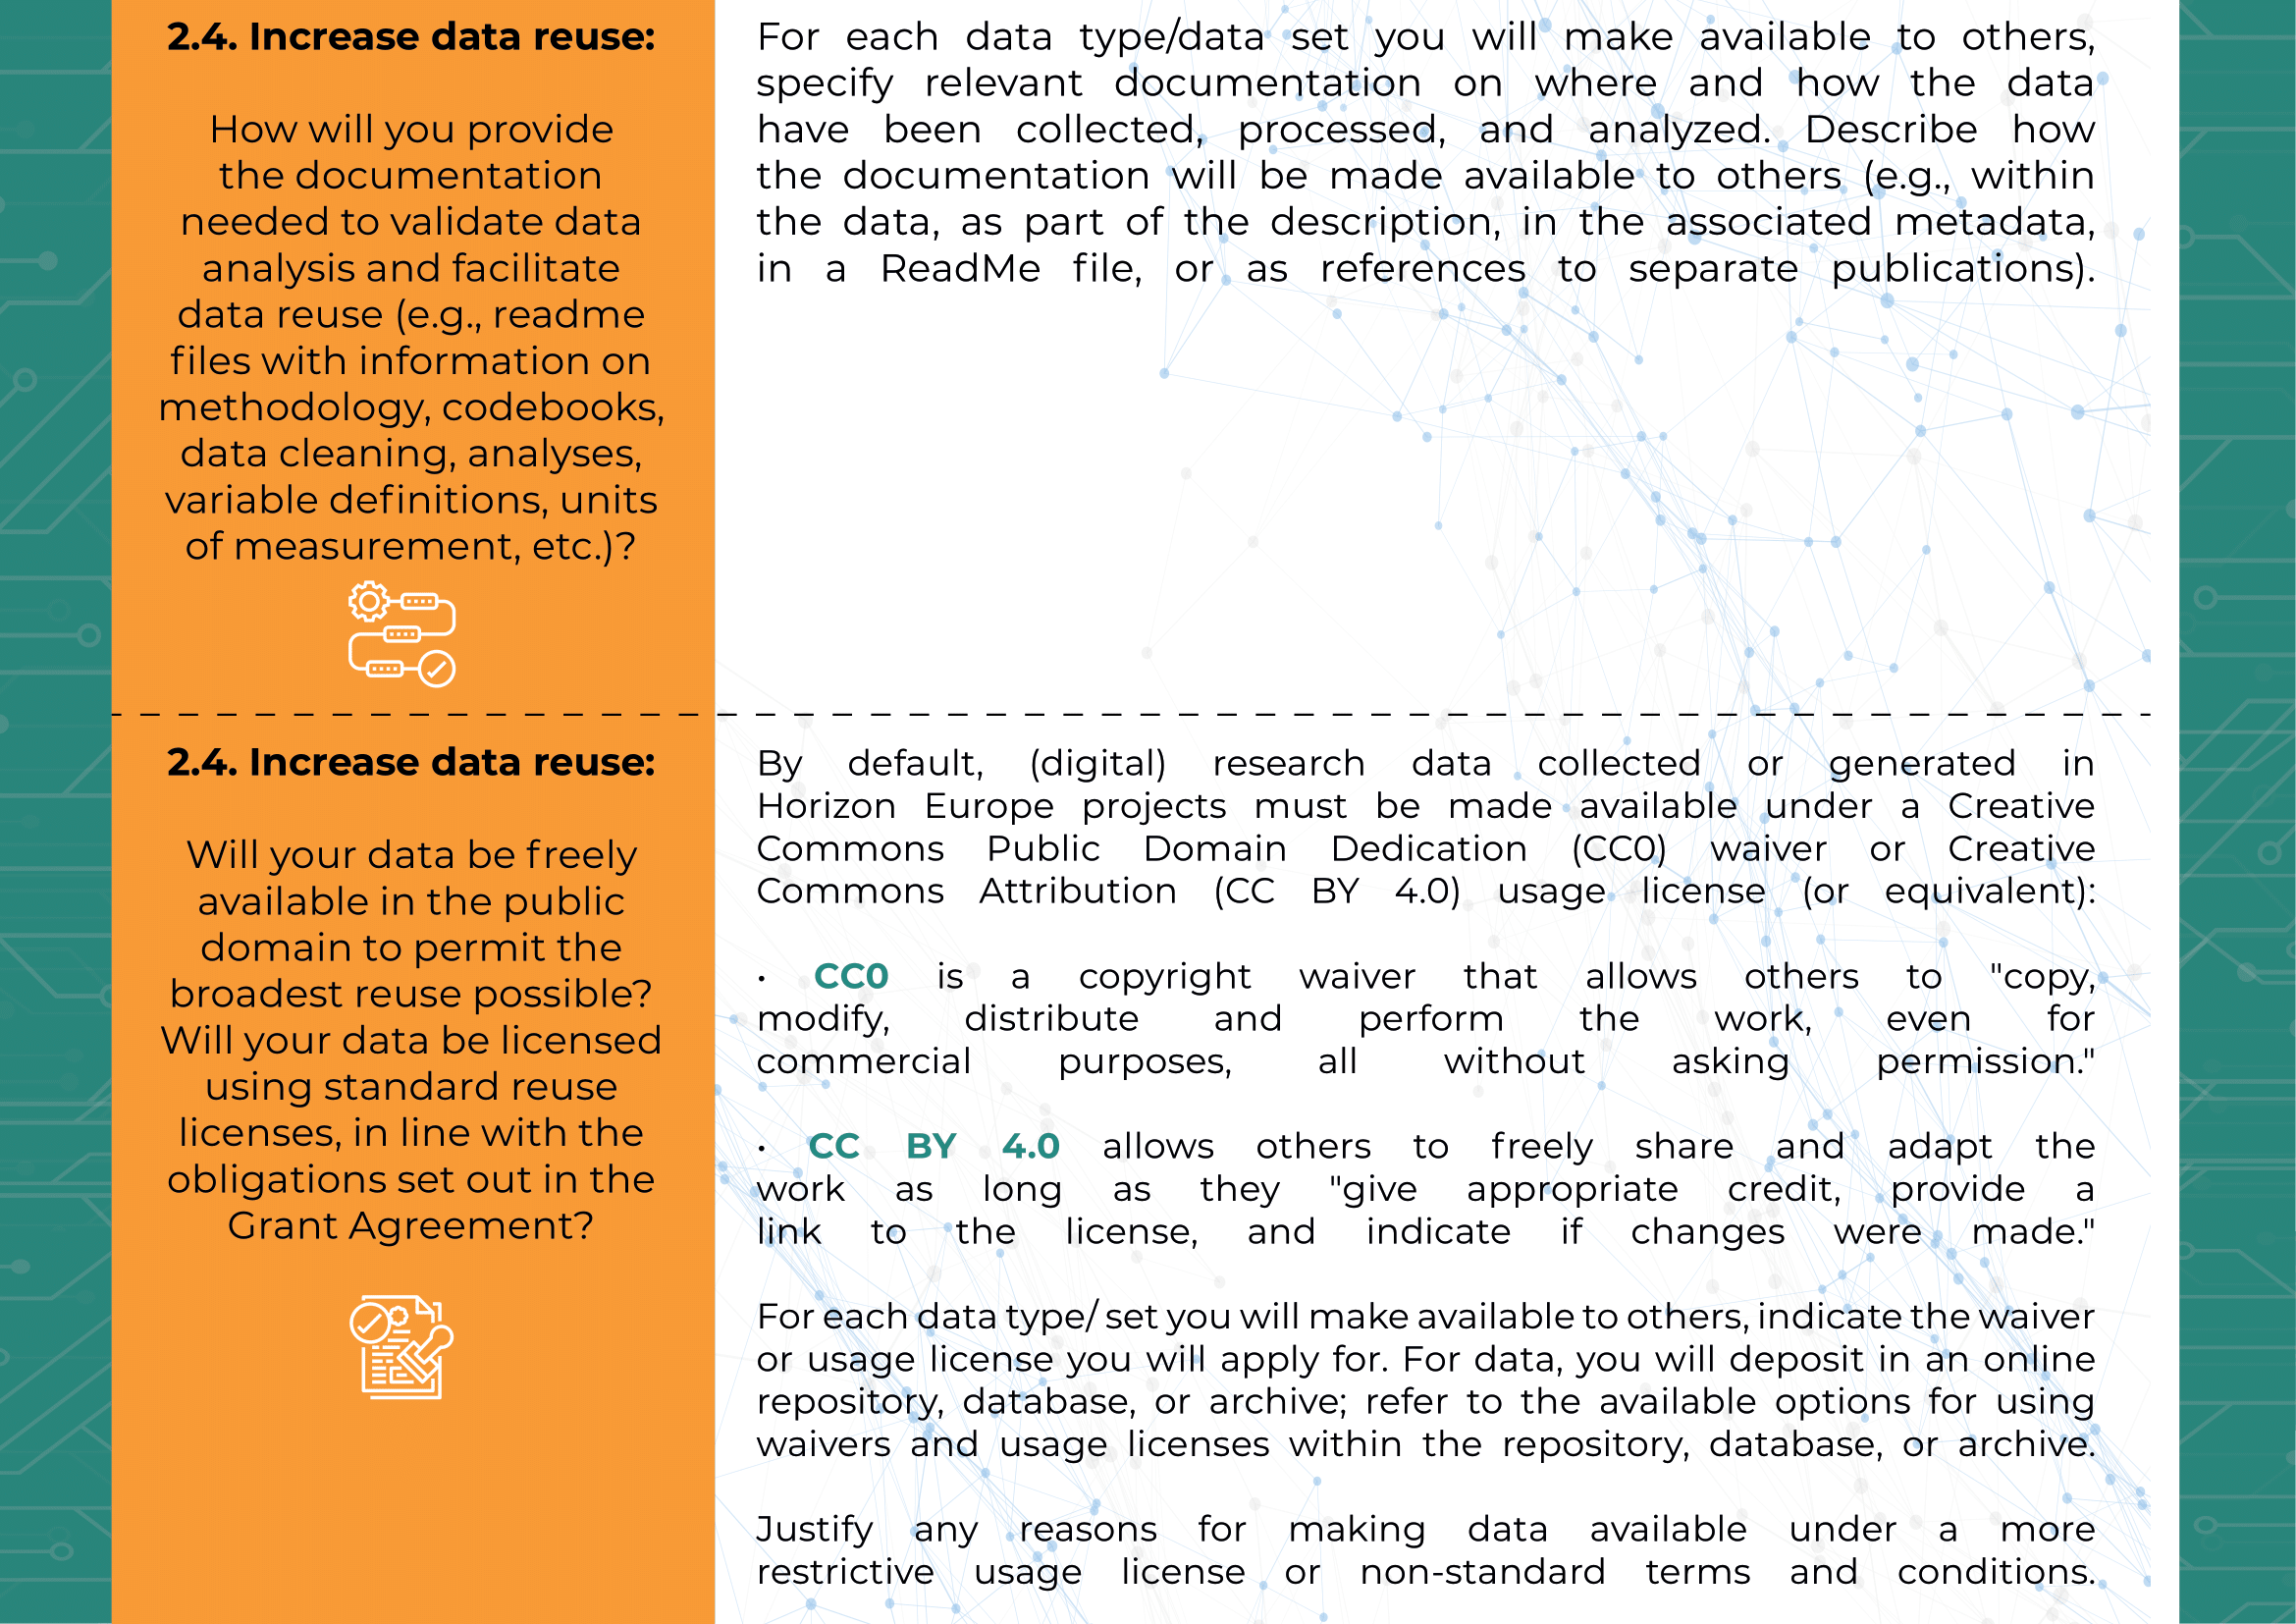 2.4. Increase data reuse:
How will you provide
the documentation
needed to validate data
analysis and facilitate
data reuse (e.g., readme
files with information on
methodology, codebooks,
data cleaning, analyses,
variable definitions, units
of measurement, etc.)?
For each data type/data set you will make available to others,
specify relevant documentation on where and how the data
have been collected, processed, and analyzed. Describe how
the documentation will be made available to others (e.g., within
the data, as part of the description, in the associated metadata,
in a ReadMe file, or as references to separate publications).
2.4. Increase data reuse:
Will your data be freely
available in the public
domain to permit the
broadest reuse possible?
Will your data be licensed
using standard reuse
licenses, in line with the
obligations set out in the
Grant Agreement?
By default, (digital) research data collected or generated in
Horizon Europe projects must be made available under a Creative
Commons Public Domain Dedication (CC0) waiver or Creative
Commons Attribution (CC BY 4.0) usage license (or equivalent):
· CC0 is a copyright waiver that allows others to "copy,
modify, distribute and perform the work, even for
commercial purposes, all without asking permission."
· CC BY 4.0 allows others to freely share and adapt the
work as long as they "give appropriate credit, provide a
link to the license, and indicate if changes were made."
For each data type/ set you will make available to others, indicate the waiver
or usage license you will apply for. For data, you will deposit in an online
repository, database, or archive; refer to the available options for using
waivers and usage licenses within the repository, database, or archive.
Justify any reasons for making data available under a more
restrictive usage license or non-standard terms and conditions.